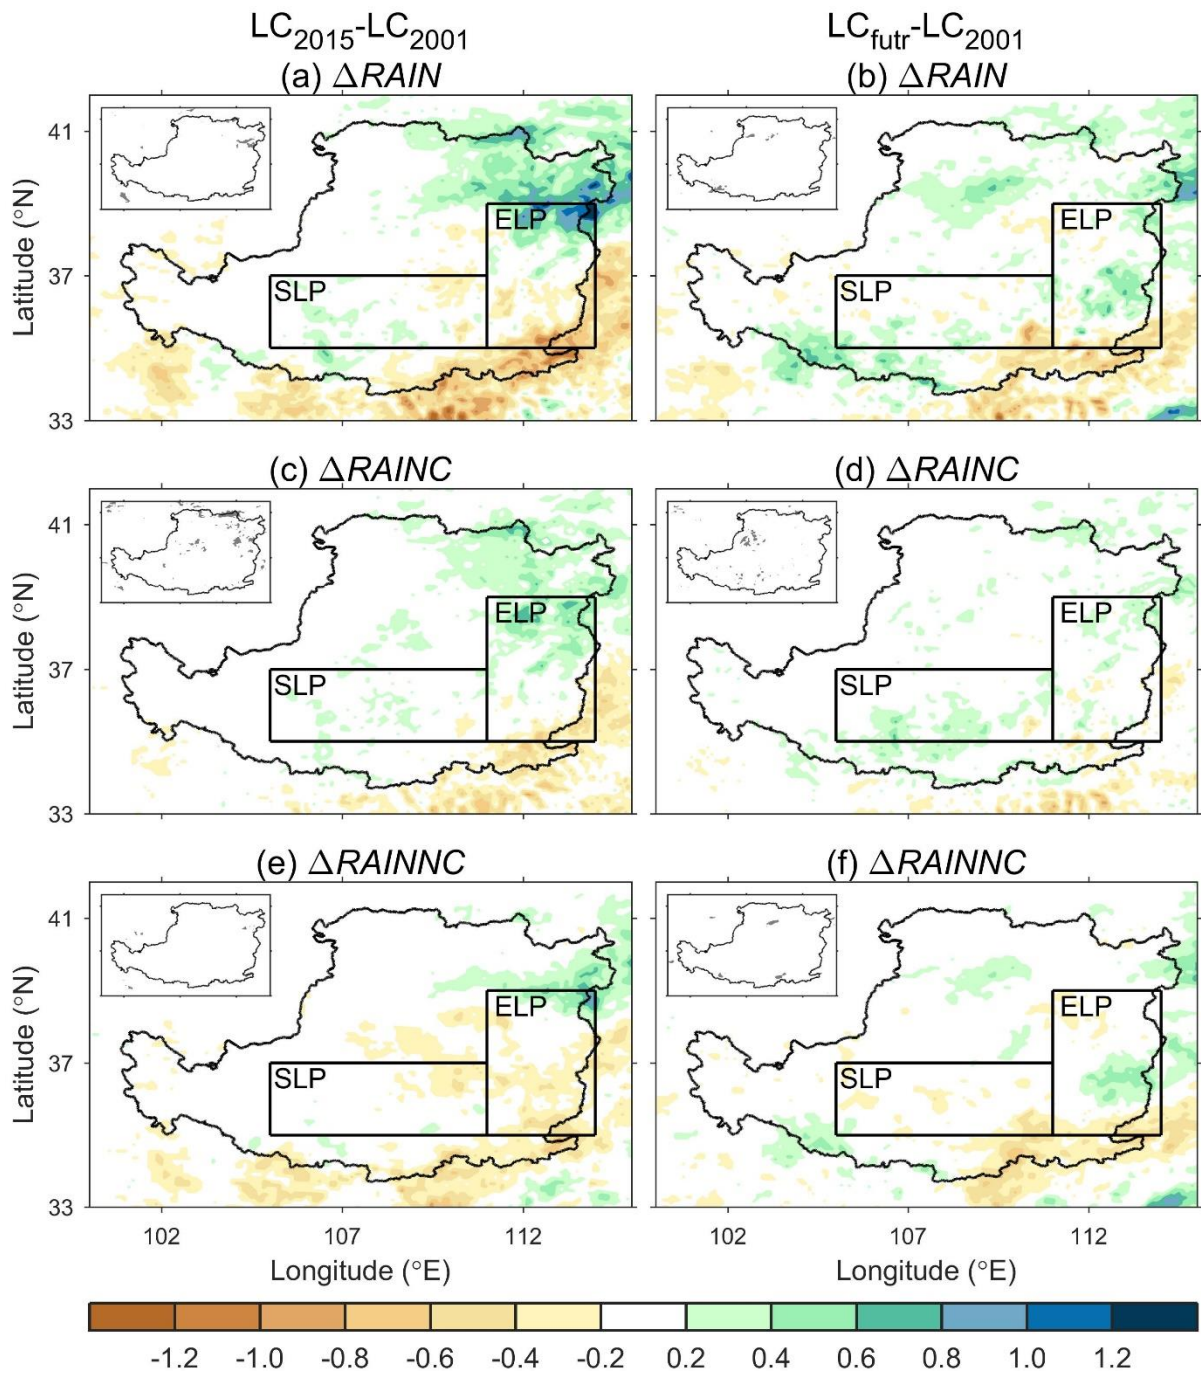 LC2015-LC2001 LCfutr-LC2001
(a) ΔRAIN (b) ΔRAIN
41
37
33
Latitude (°N)
SLP ELP SLP ELP
(c) ΔRAINC (d) ΔRAINC
41
37
33
Latitude (°N)
SLP ELP SLP ELP
(e) ΔRAINNC (f) ΔRAINNC
41
37
33
Latitude (°N)
SLP ELP SLP ELP
102 107 112 102 107 112
Longitude (°E) Longitude (°E)
-1.2 -1.0 -0.8 -0.6 -0.4 -0.2 0.2 0.4 0.6 0.8 1.0 1.2